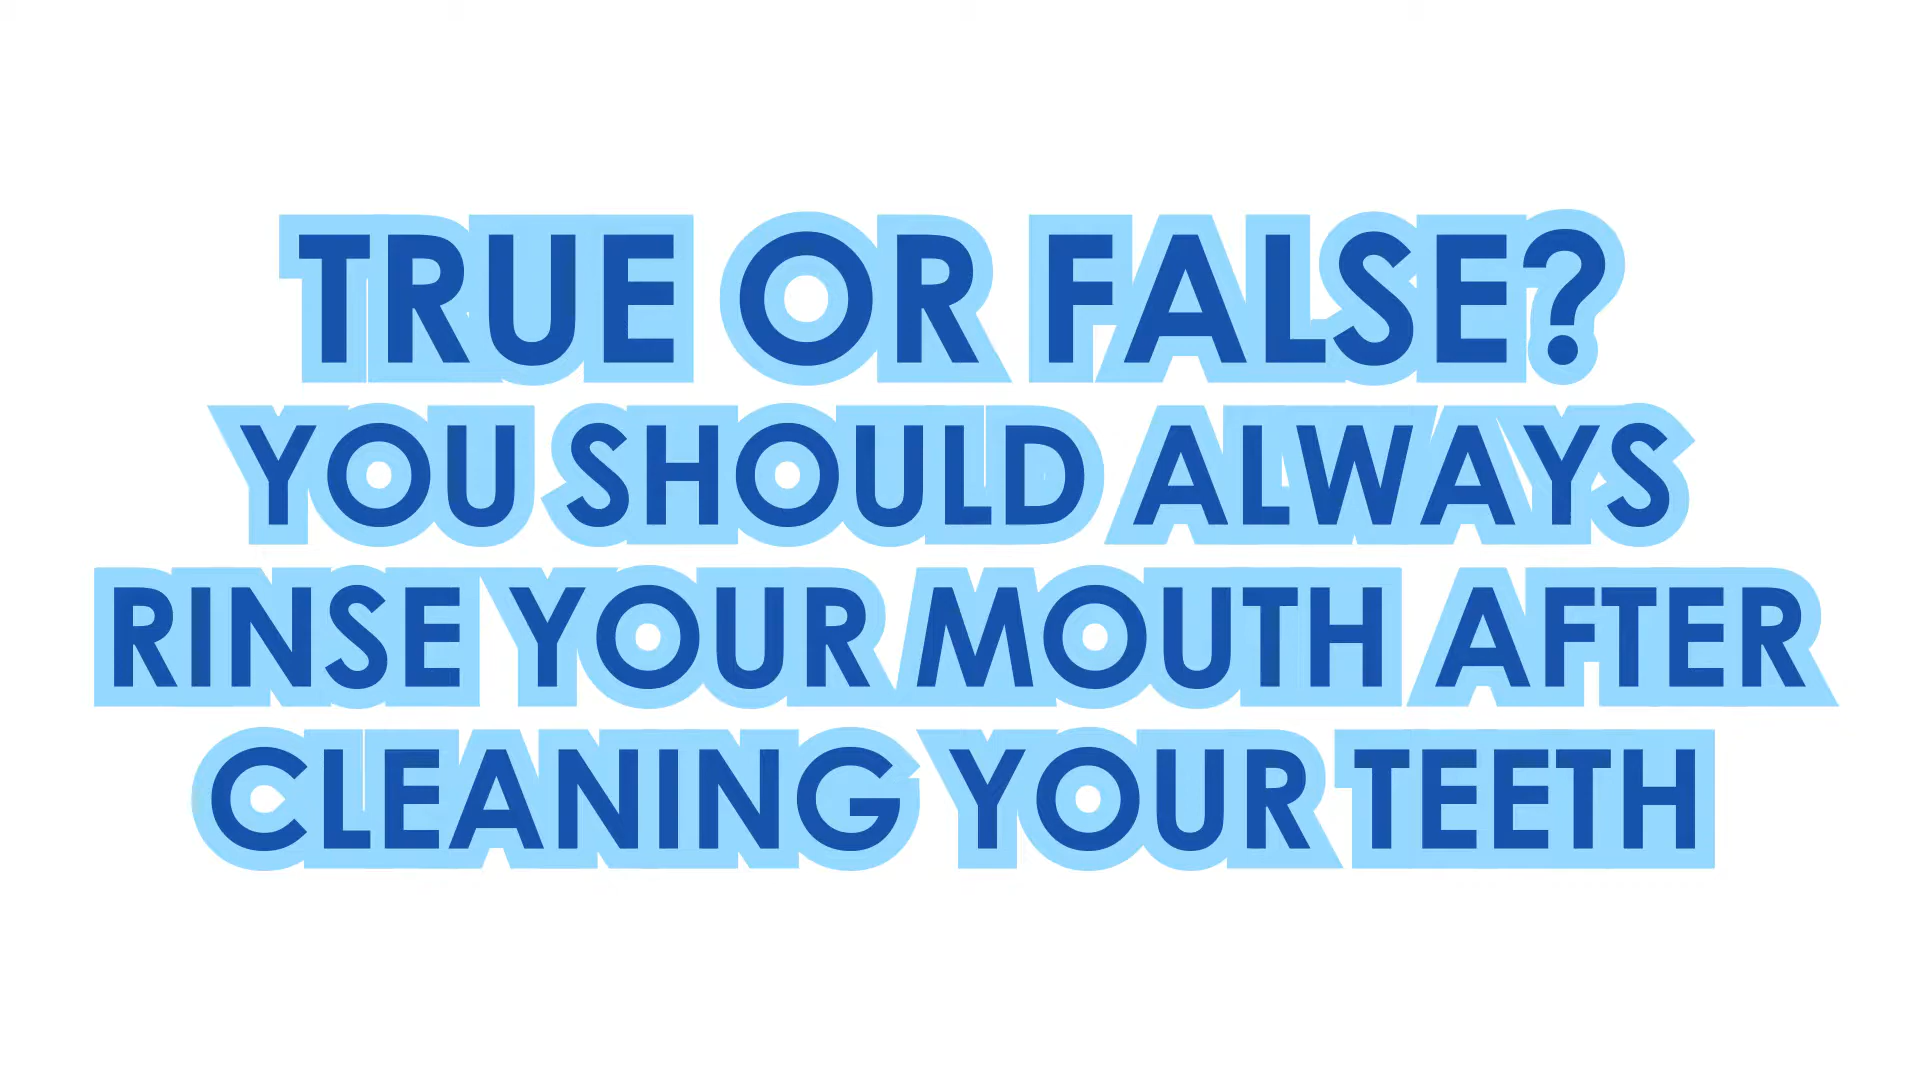 TRUE OR FALSE?
YOU SHOULD ALWAYS
RINSE YOUR MOUTH AFTER
CLEANING YOUR TEETH